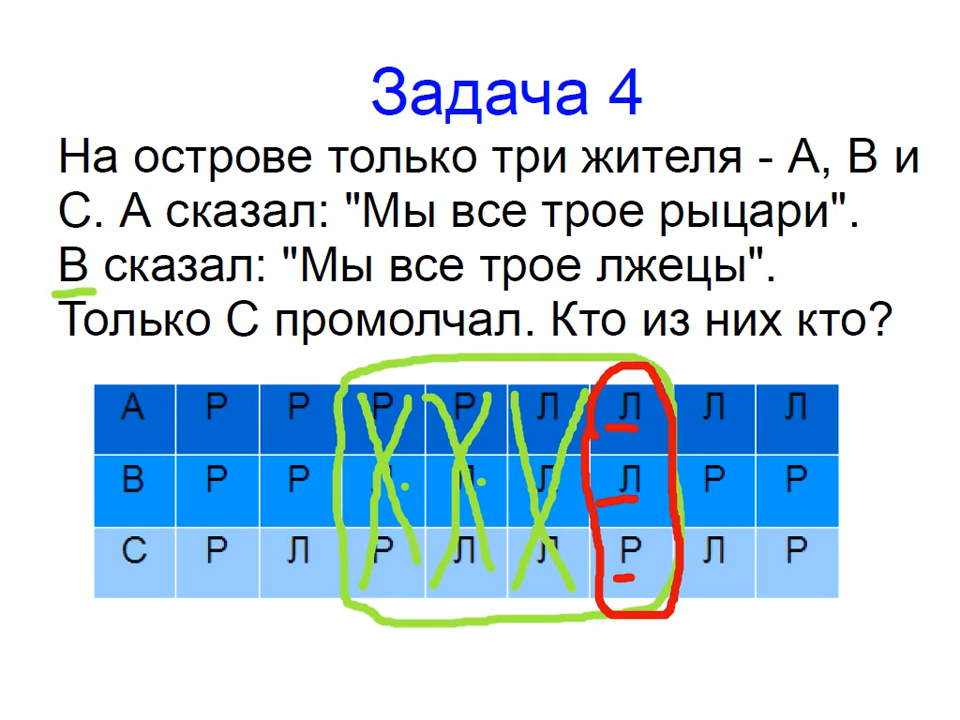 Задача 4
На острове только три жителя - А, В и
С. А сказал: "Мы все трое рыцари".
В сказал: "Мы все трое лжецы".
Только С промолчал. Кто из них кто?
А Р Р Р Р Л Л Л Л
В Р Р Л Л Л Л Р Р
С Р Л Р Л Л Р Л Р